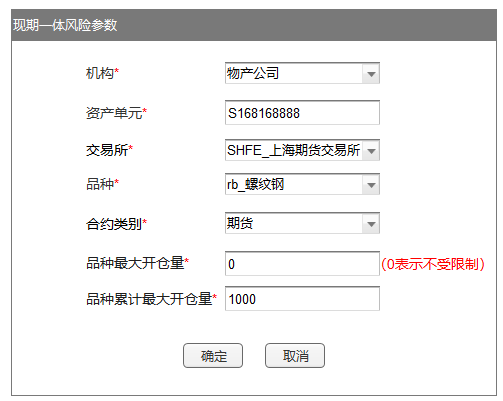 现期一体风险参数
机构* 物产公司
资产单元* S168168888
交易所* SHFE_上海期货交易所
品种* rb_螺纹钢
合约类别* 期货
品种最大开仓量* 0 (0表示不受限制)
品种累计最大开仓量* 1000
确定 取消